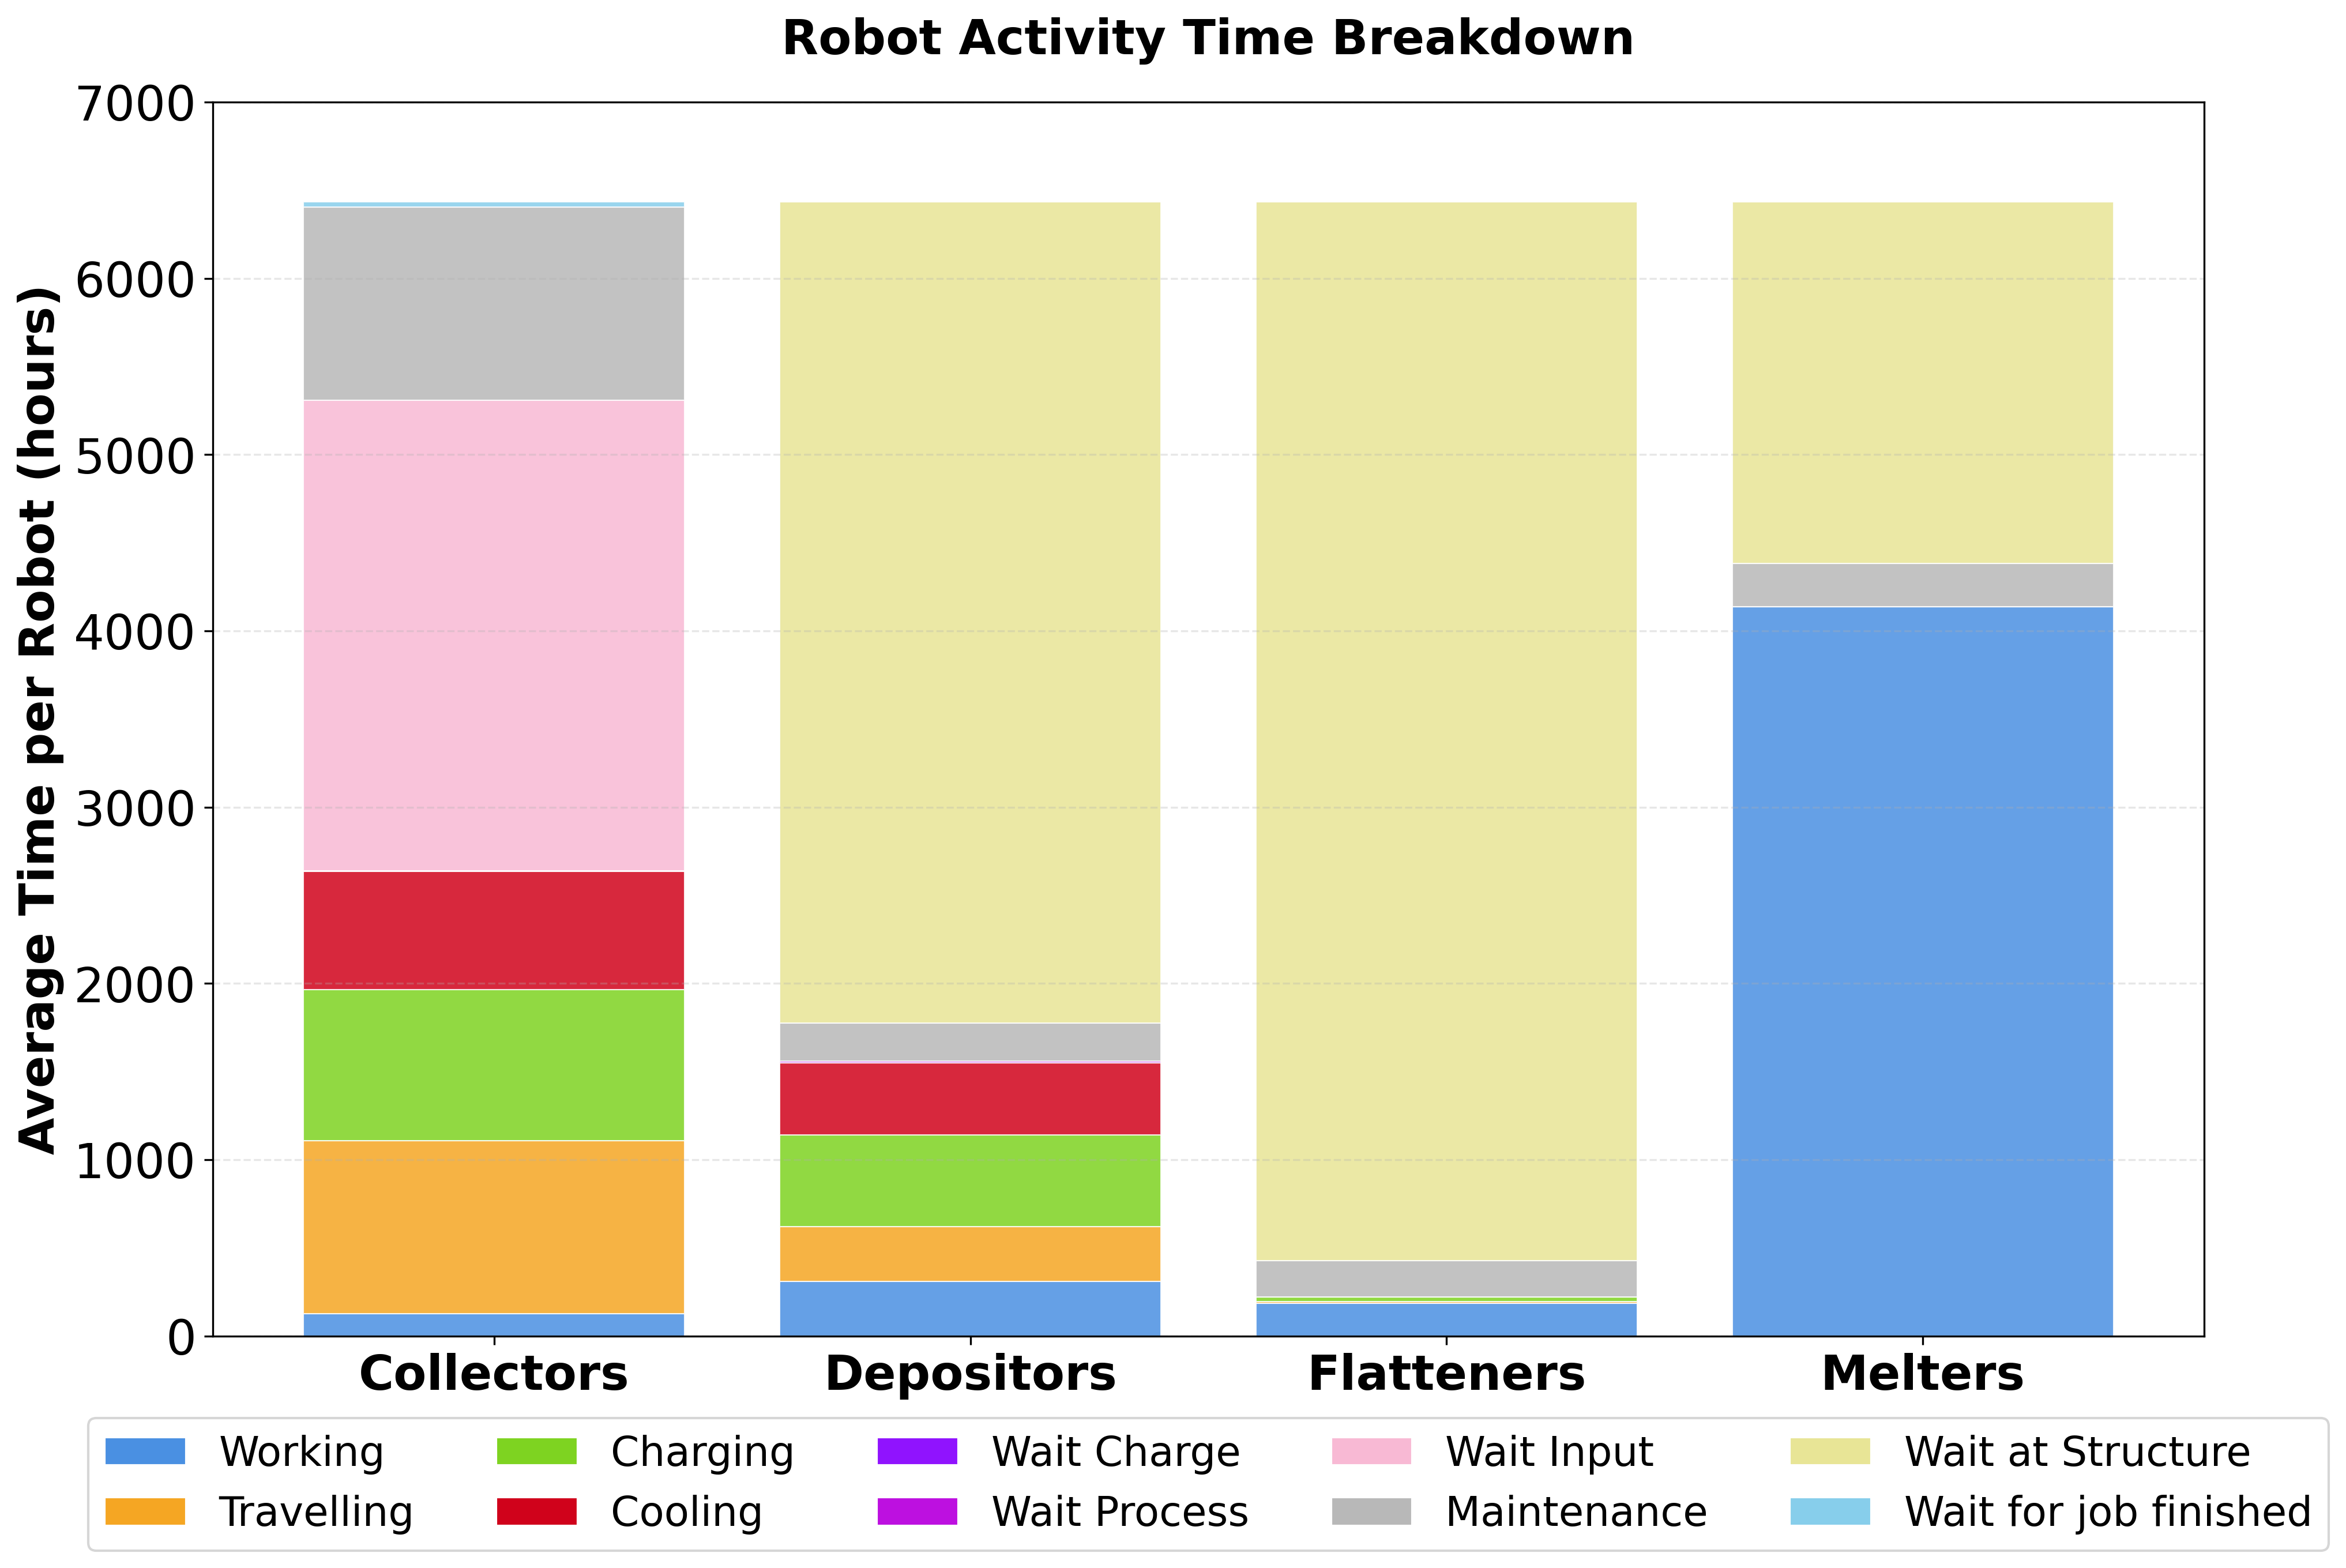 Robot Activity Time Breakdown
Average Time per Robot (hours)
7000
6000
5000
4000
3000
2000
1000
0
Collectors Depositors Flatteners Melters
Working Charging Wait Charge Wait Input Wait at Structure
Travelling Cooling Wait Process Maintenance Wait for job finished